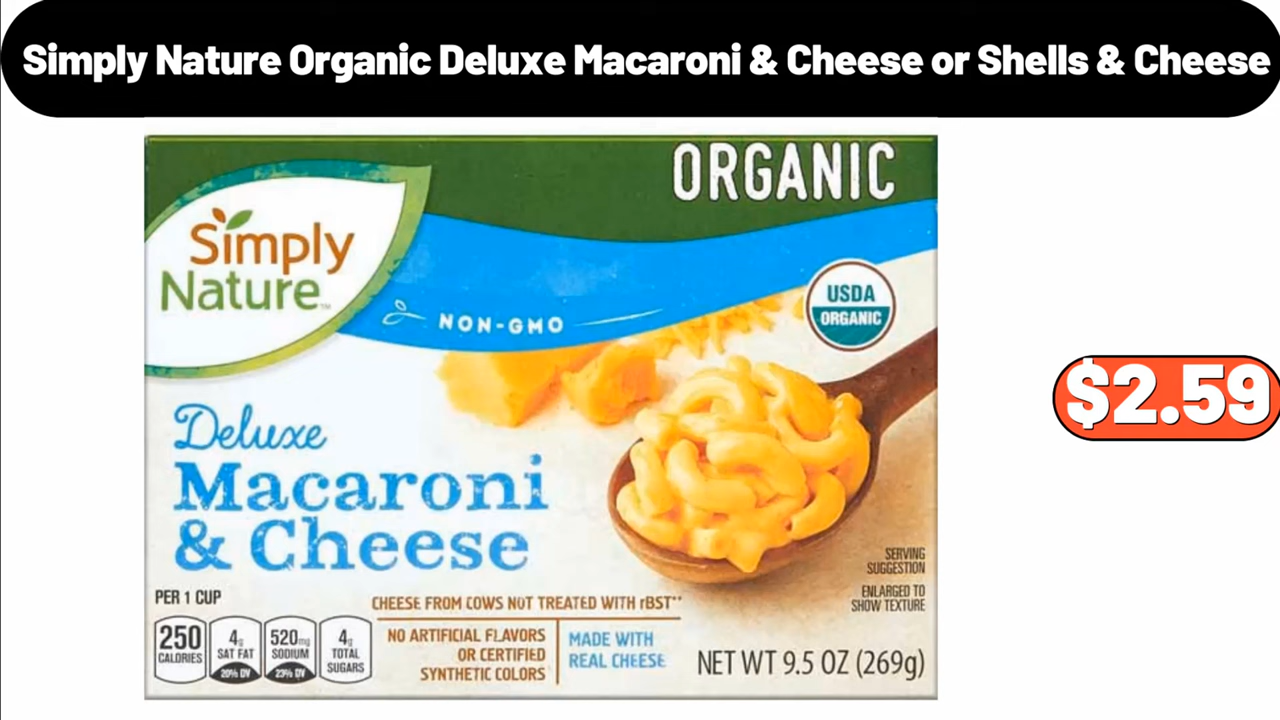 Simply Nature Organic Deluxe Macaroni & Cheese or Shells & Cheese
ORGANIC
Simply
Nature™
NON-GMO
USDA
ORGANIC
$2.59
Deluxe
Macaroni
& Cheese
SERVING
SUGGESTION
ENLARGED TO
SHOW TEXTURE
PER 1 CUP
250
CALORIES
4g
SAT FAT
20% DV
520mg
SODIUM
23% DV
4g
TOTAL
SUGARS
CHEESE FROM COWS NOT TREATED WITH rBST**
NO ARTIFICIAL FLAVORS
OR CERTIFIED
SYNTHETIC COLORS
MADE WITH
REAL CHEESE
NET WT 9.5 OZ (269g)